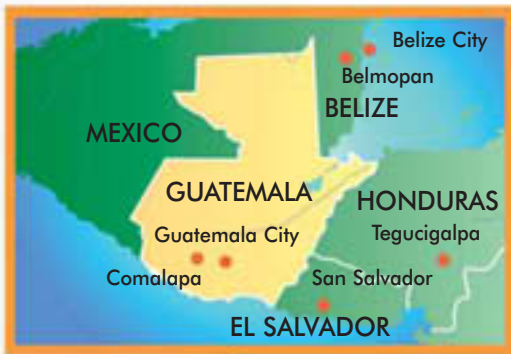 Belize City
Belmopan
BELIZE
MEXICO
GUATEMALA
HONDURAS
Guatemala City
Tegucigalpa
Comalapa
San Salvador
EL SALVADOR